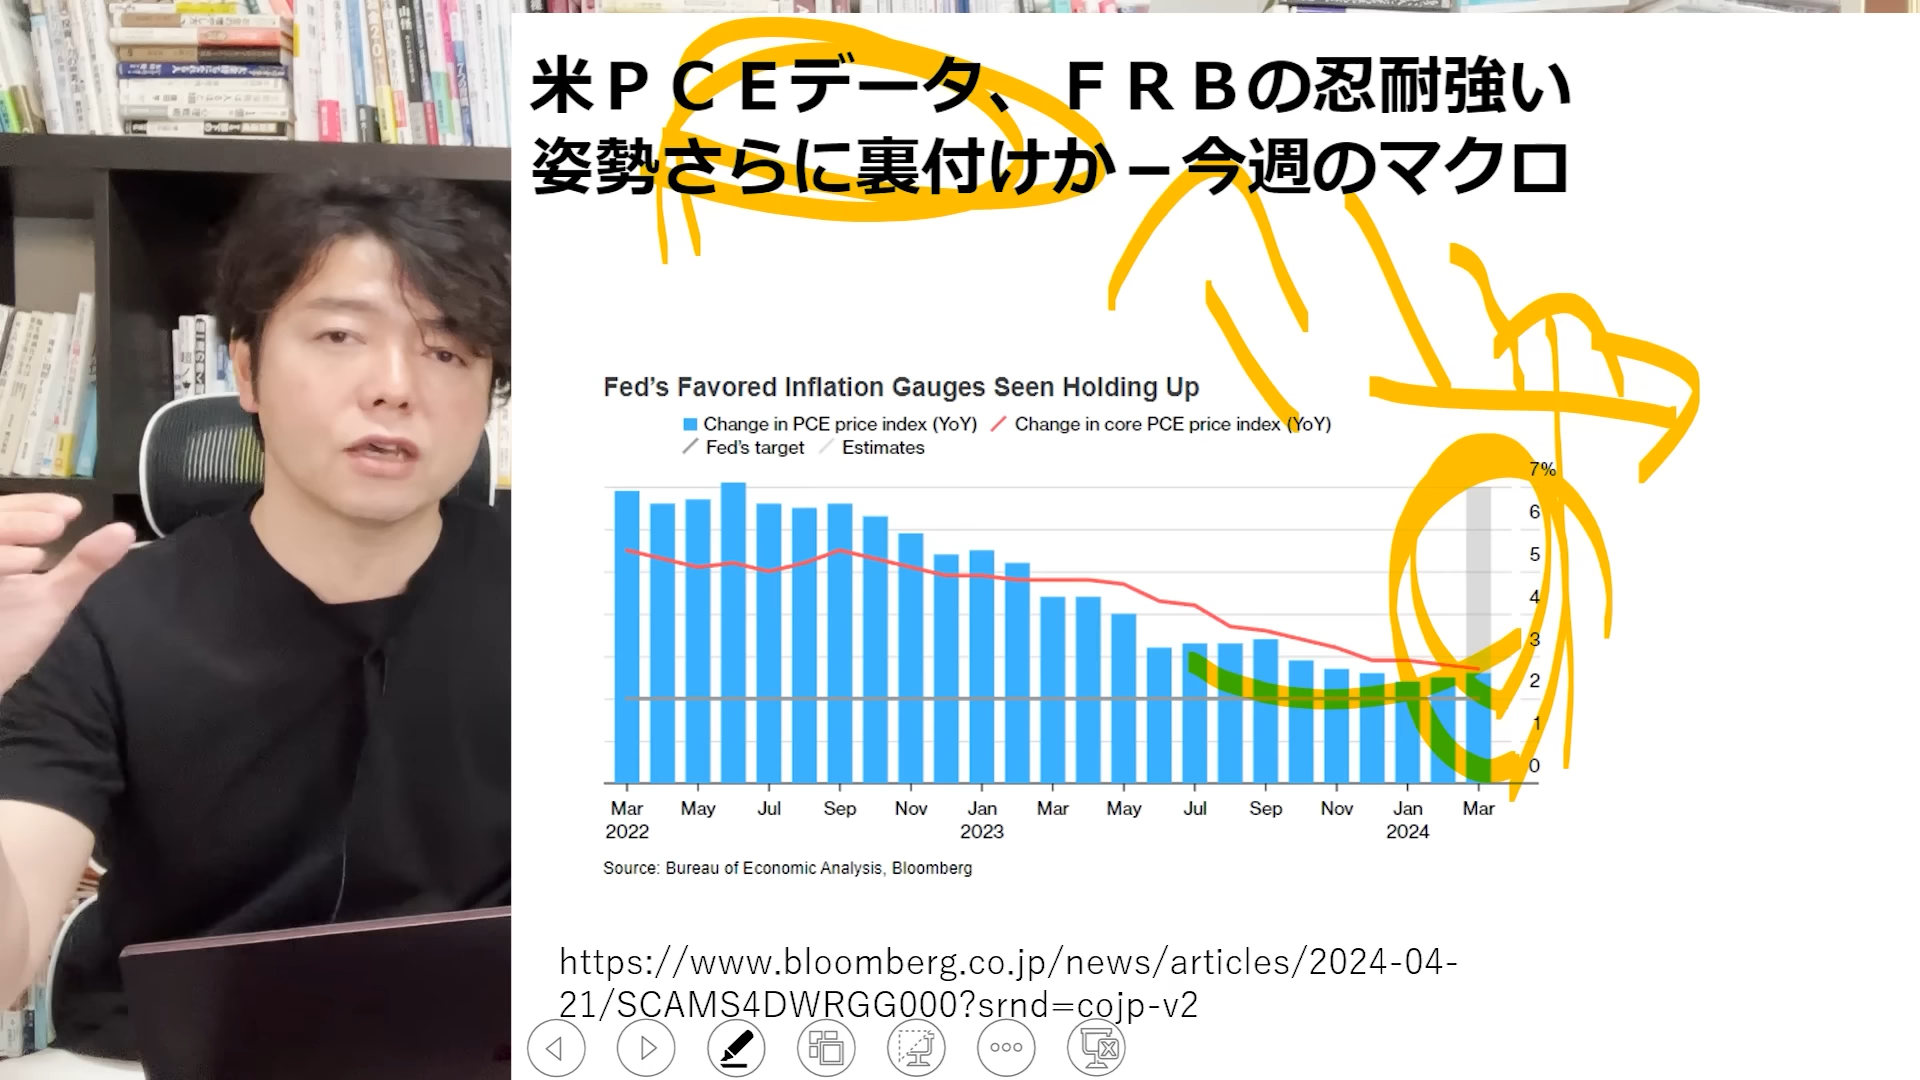 米ＰＣＥデータ、ＦＲＢの忍耐強い
姿勢さらに裏付けか－今週のマクロ
Fed's Favored Inflation Gauges Seen Holding Up
Change in PCE price index (YoY) Change in core PCE price index (YoY)
Fed's target Estimates
7%
6
5
4
3
2
1
0
Mar May Jul Sep Nov Jan Mar May Jul Sep Nov Jan Mar
2022 2023 2024
Source: Bureau of Economic Analysis, Bloomberg
https://www.bloomberg.co.jp/news/articles/2024-04-
21/SCAMS4DWRGG000?srnd=cojp-v2